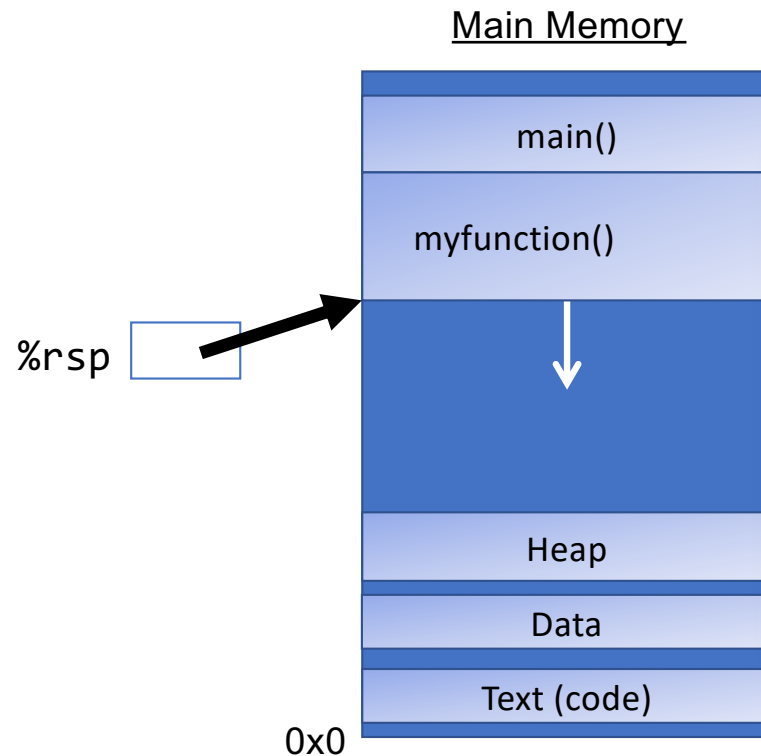 Main Memory
main()
myfunction()
%rsp
Heap
Data
Text (code)
0x0